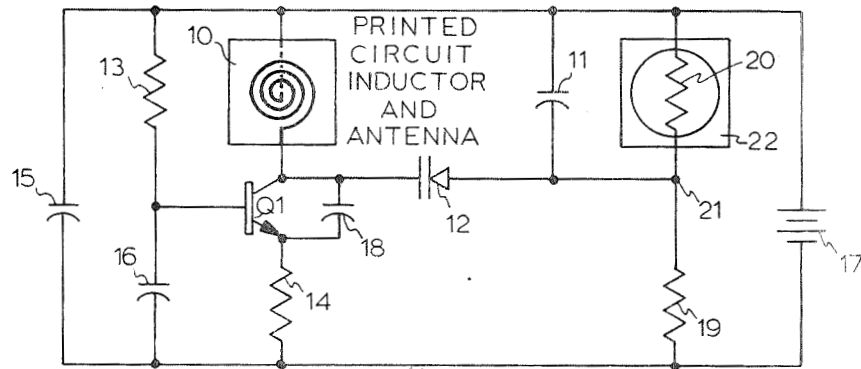 10
PRINTED
CIRCUIT
INDUCTOR
AND
ANTENNA
11
20
13
22
15
Q1
12
21
16
18
17
14
19